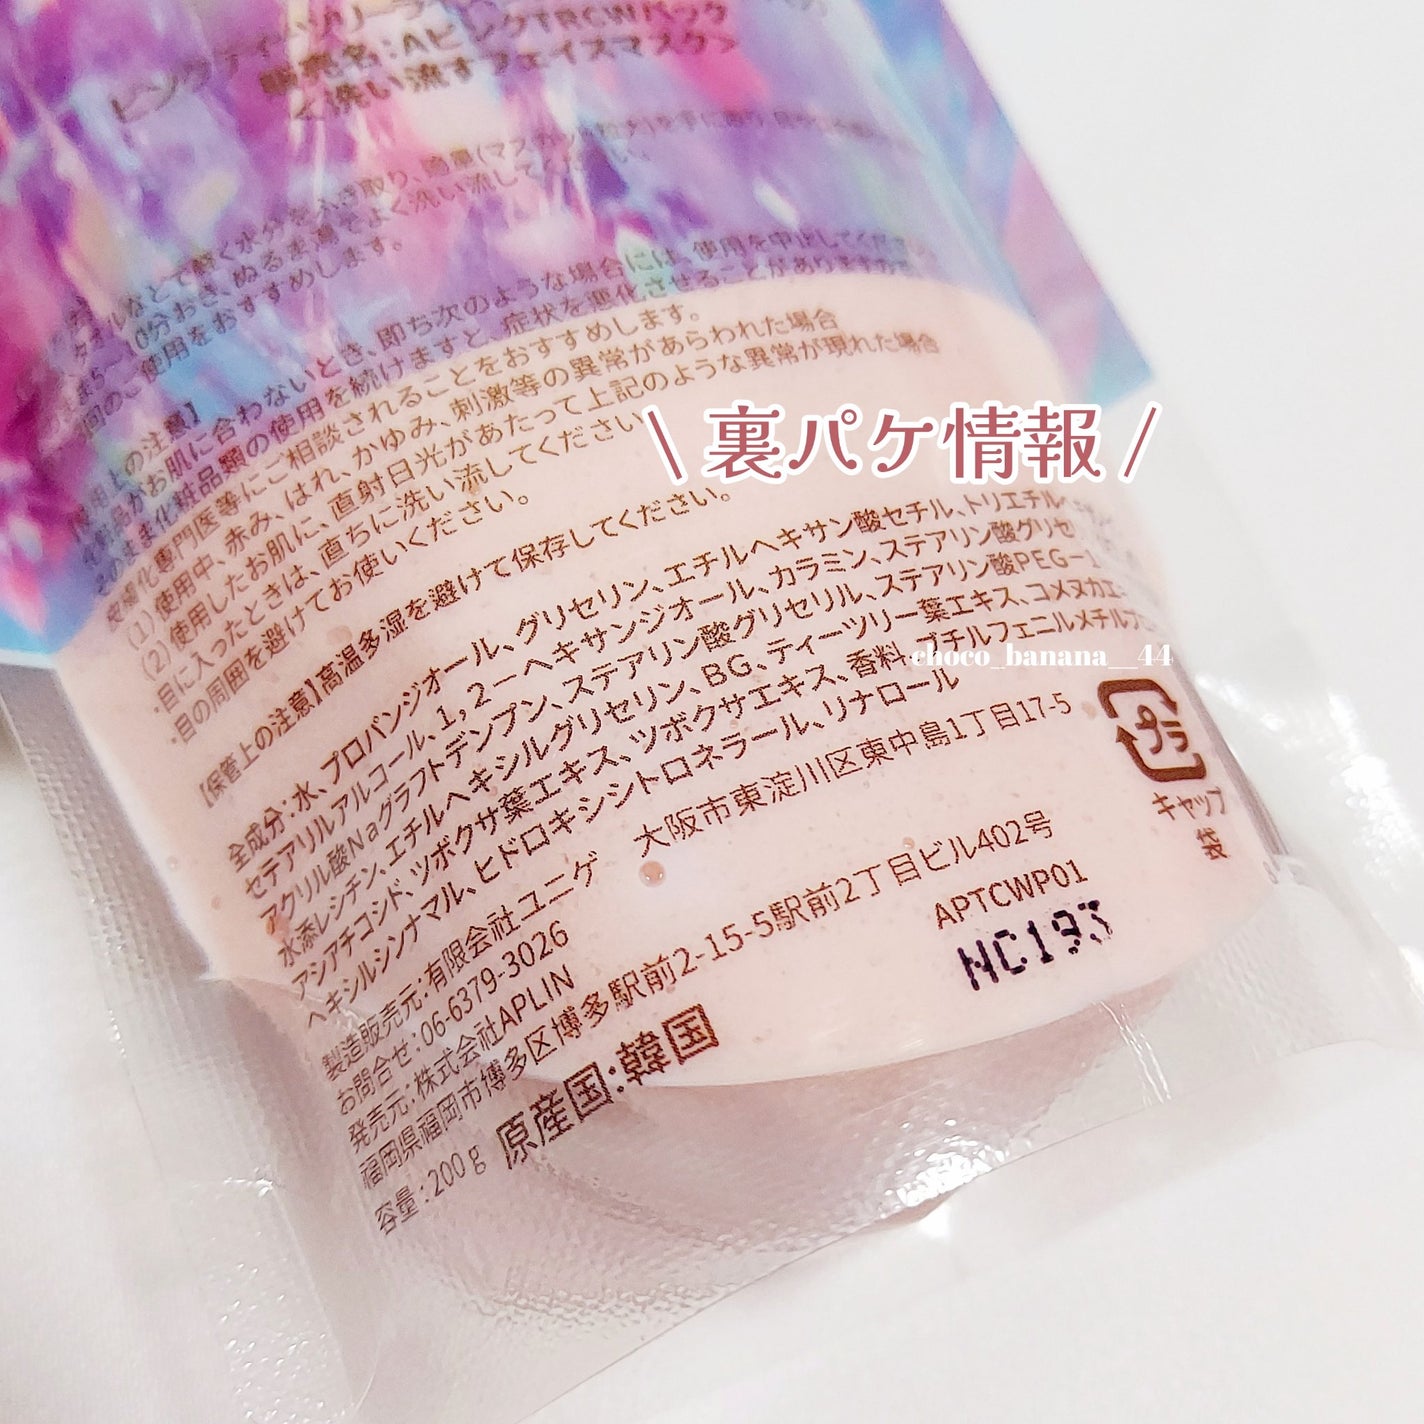 販売名:AピンクTRCWパック
<洗い流すフェイスマスク>
使用をおすすめします。
【使用上の注意】
お肌に合わないとき、即ち次のような場合には、使用を中止してください
そのまま化粧品類の使用を続けますと、症状を悪化させることがありますので
皮膚科専門医等にご相談されることをおすすめします。
(1)使用中、赤み、はれ、かゆみ、刺激等の異常があらわれた場合
(2)使用したお肌に、直射日光があたって上記のような異常が現れた場合
・目に入ったときは、直ちに洗い流してください
・目の周囲を避けてお使いください。
\ 裏パケ情報 /
【保管上の注意】高温多湿を避けて保存してください。
全成分:水、プロパンジオール、グリセリン、エチルヘキサン酸セチル、トリエチル
セテアリルアルコール、1,2-ヘキサンジオール、カラミン、ステアリン酸グリセ
アクリル酸Naグラフトデンプン、ステアリン酸グリセリル、ステアリン酸PEG-1
水添レシチン、エチルヘキシルグリセリン、BG、ティーツリー葉エキス、コメヌカエ
アシアチコシド、ツボクサ葉エキス、ツボクサエキス、香料、ブチルフェニルメチルプロ
ヘキシルシンナマル、ヒドロキシシトロネラール、リナロール
choco_banana__44
製造販売元:有限会社ユニゲ 大阪市東淀川区東中島1丁目17-5
お問合せ:06-6379-3026
発売元:株式会社APLIN
福岡県福岡市博多区博多駅前2-15-5駅前2丁目ビル402号
容量:200g 原産国:韓国
APTCWP01
NC193
プラ
キャップ
袋